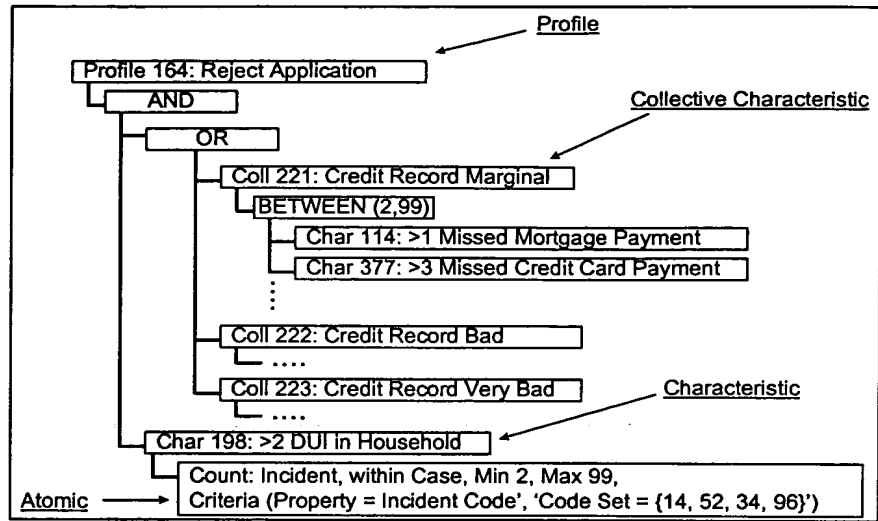 Profile
Profile 164: Reject Application
AND
Collective Characteristic
OR
Coll 221: Credit Record Marginal
BETWEEN (2,99)
Char 114: >1 Missed Mortgage Payment
Char 377: >3 Missed Credit Card Payment
Coll 222: Credit Record Bad
....
Coll 223: Credit Record Very Bad
....
Characteristic
Char 198: >2 DUI in Household
Count: Incident, within Case, Min 2, Max 99,
Atomic
Criteria (Property = Incident Code', 'Code Set = {14, 52, 34, 96}')